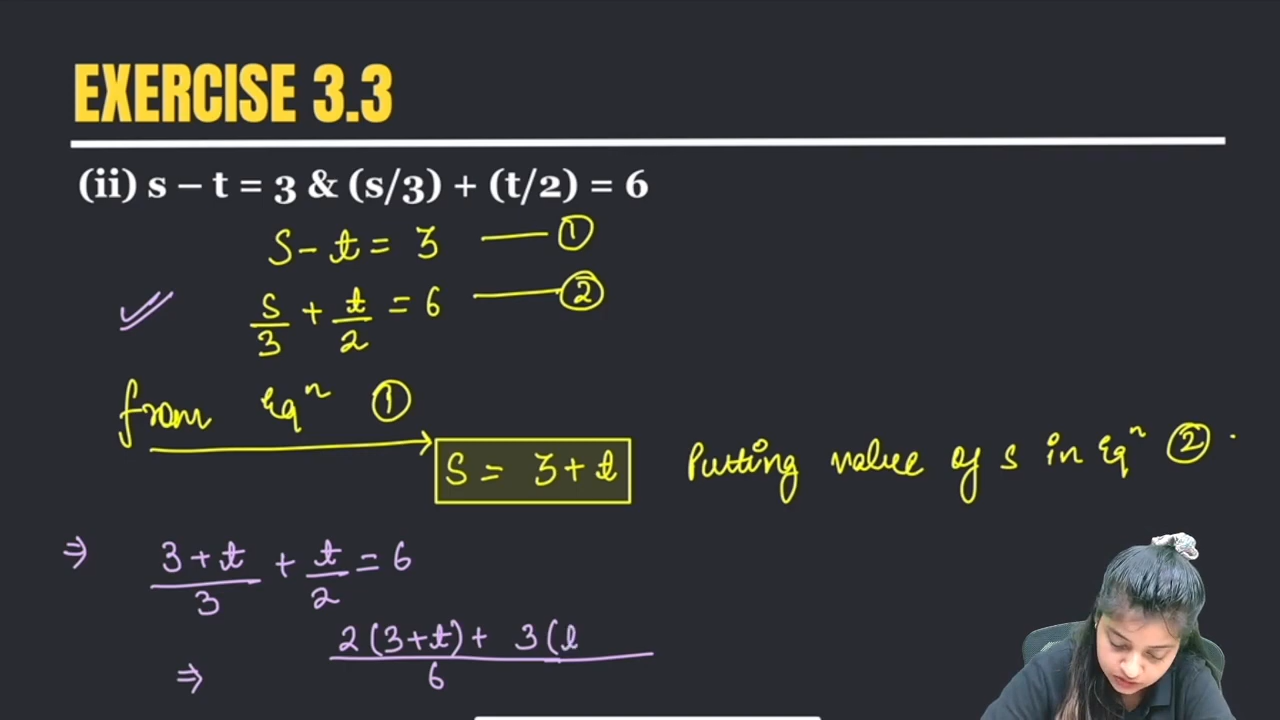 EXERCISE 3.3
(ii) s – t = 3 & (s/3) + (t/2) = 6
S - t = 3 —— ①
S/3 + t/2 = 6 —— ②
from Eqⁿ ①
S = 3 + t Putting value of s in Eqⁿ ② .
⇒ (3 + t)/3 + t/2 = 6
⇒ 2(3+t) + 3(t
6